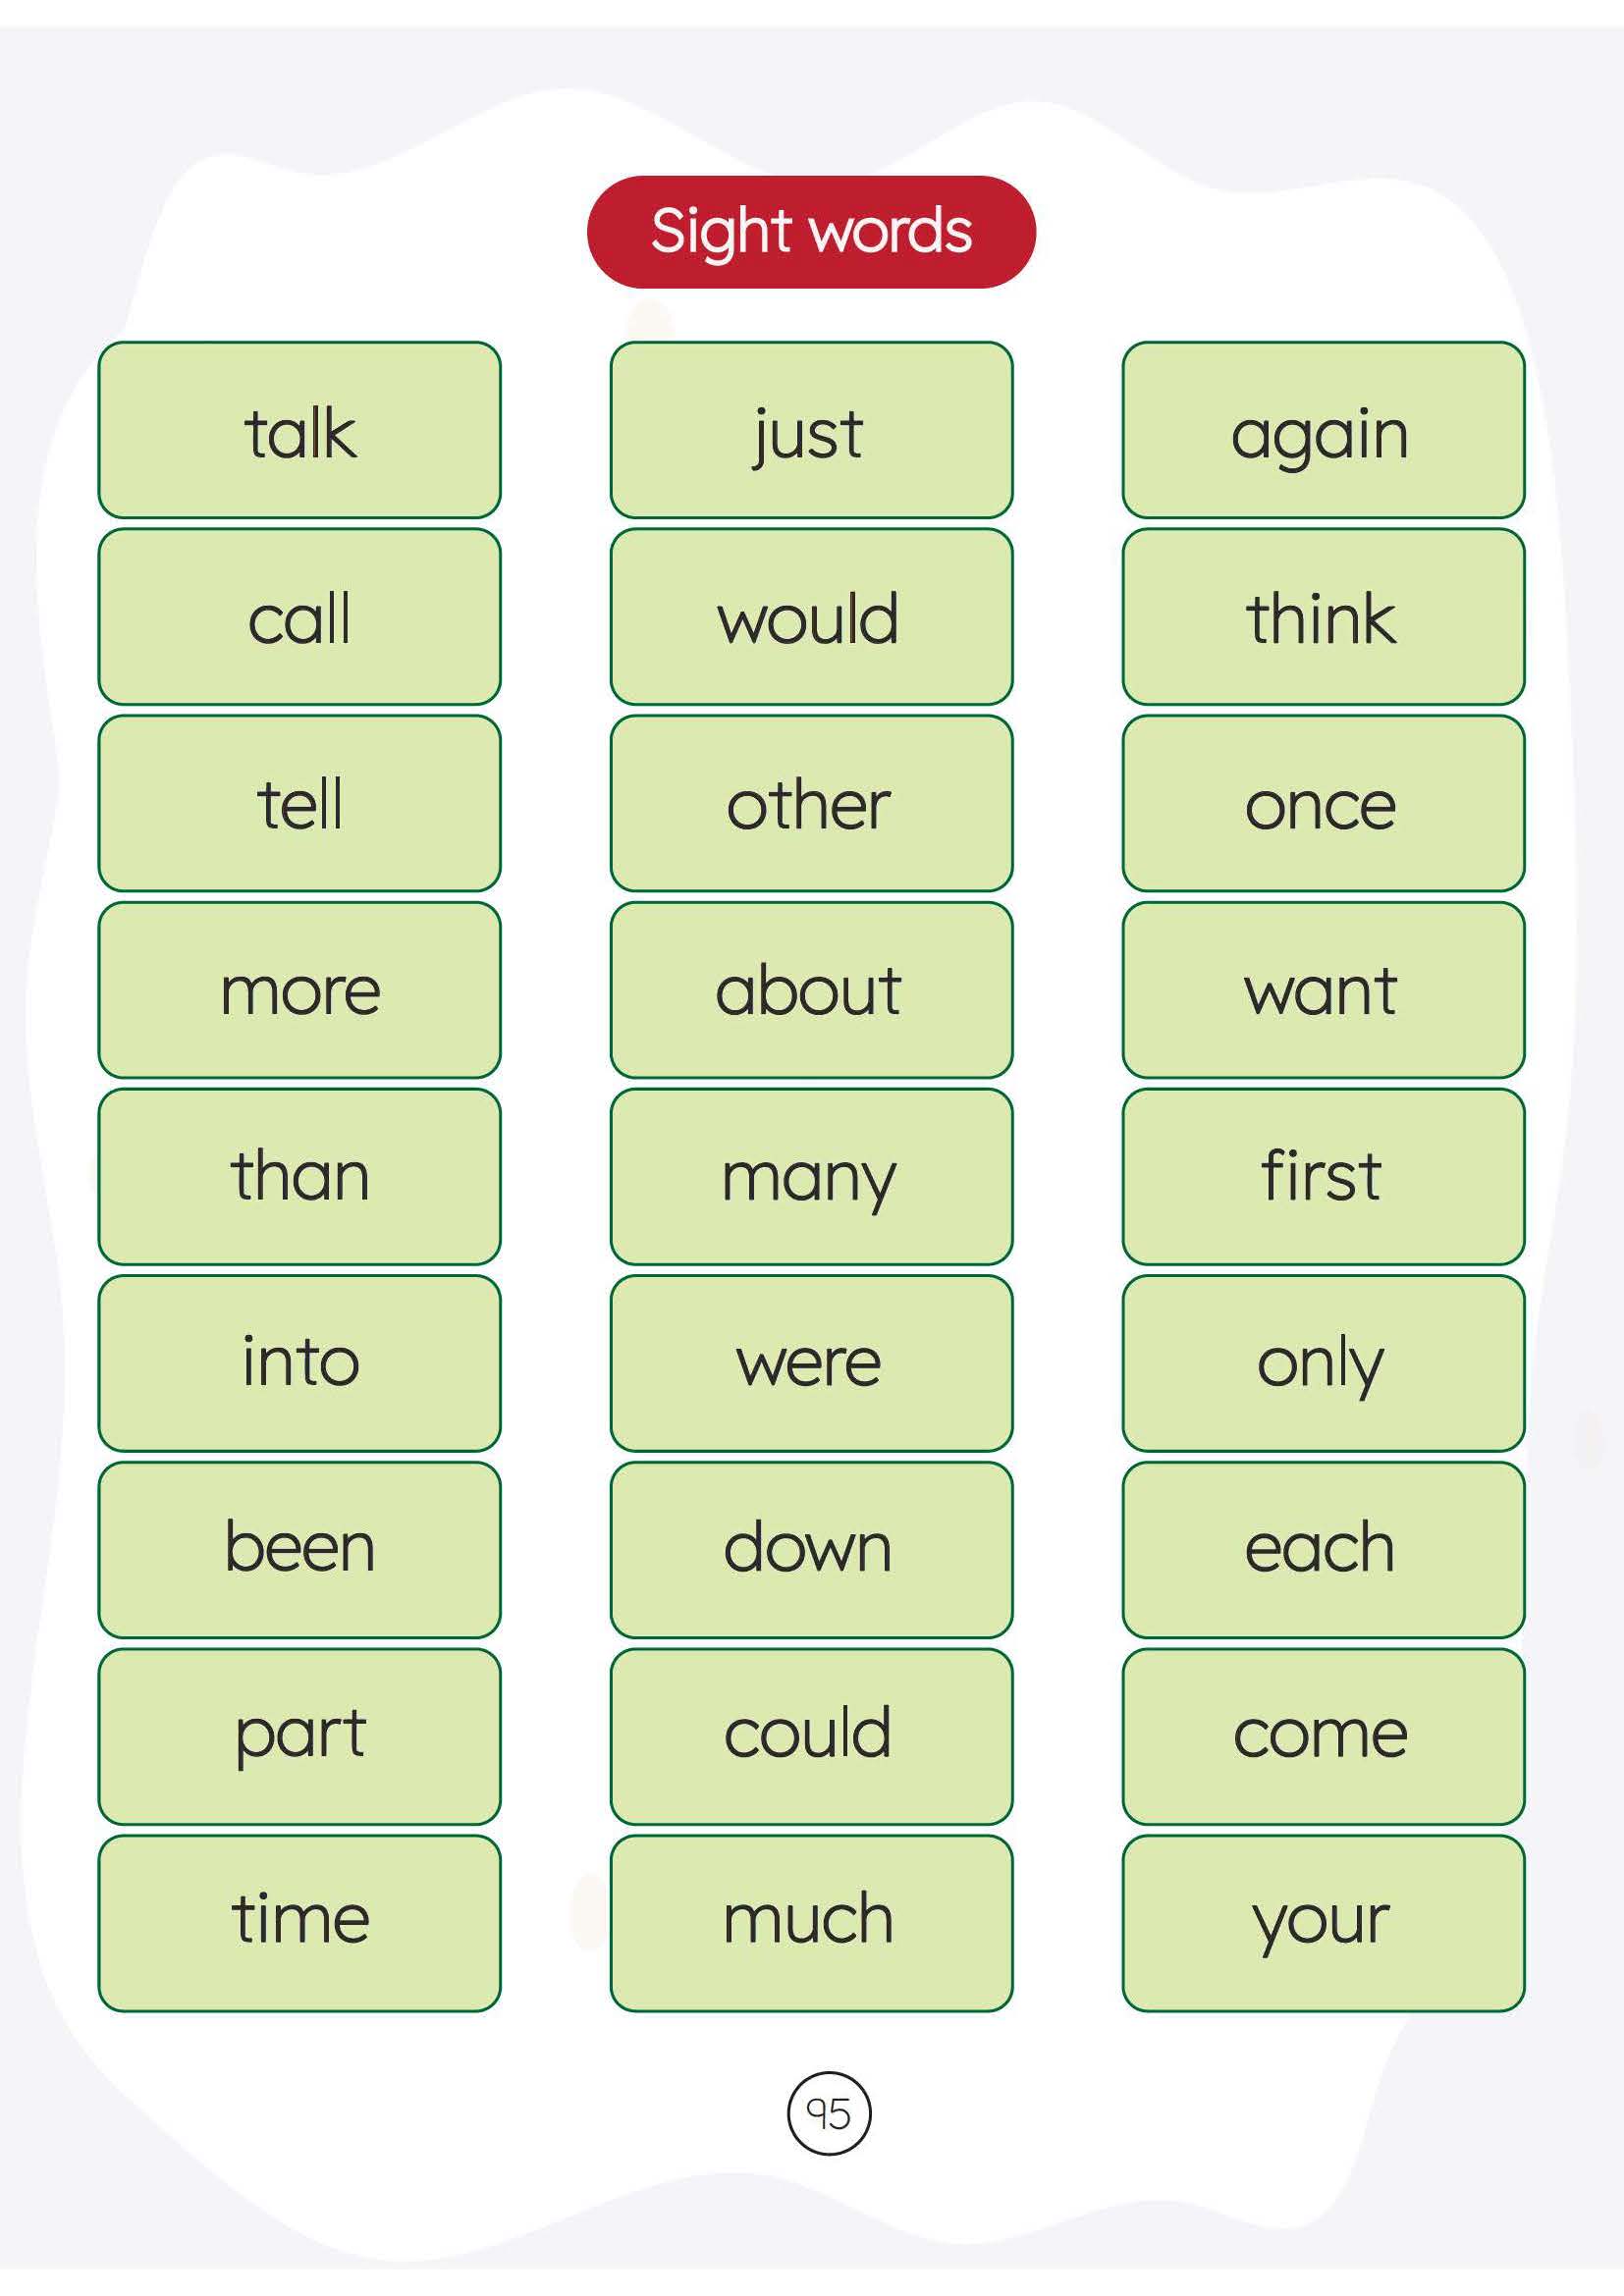 Sight words
talk just again
call would think
tell other once
more about want
than many first
into were only
been down each
part could come
time much your
95